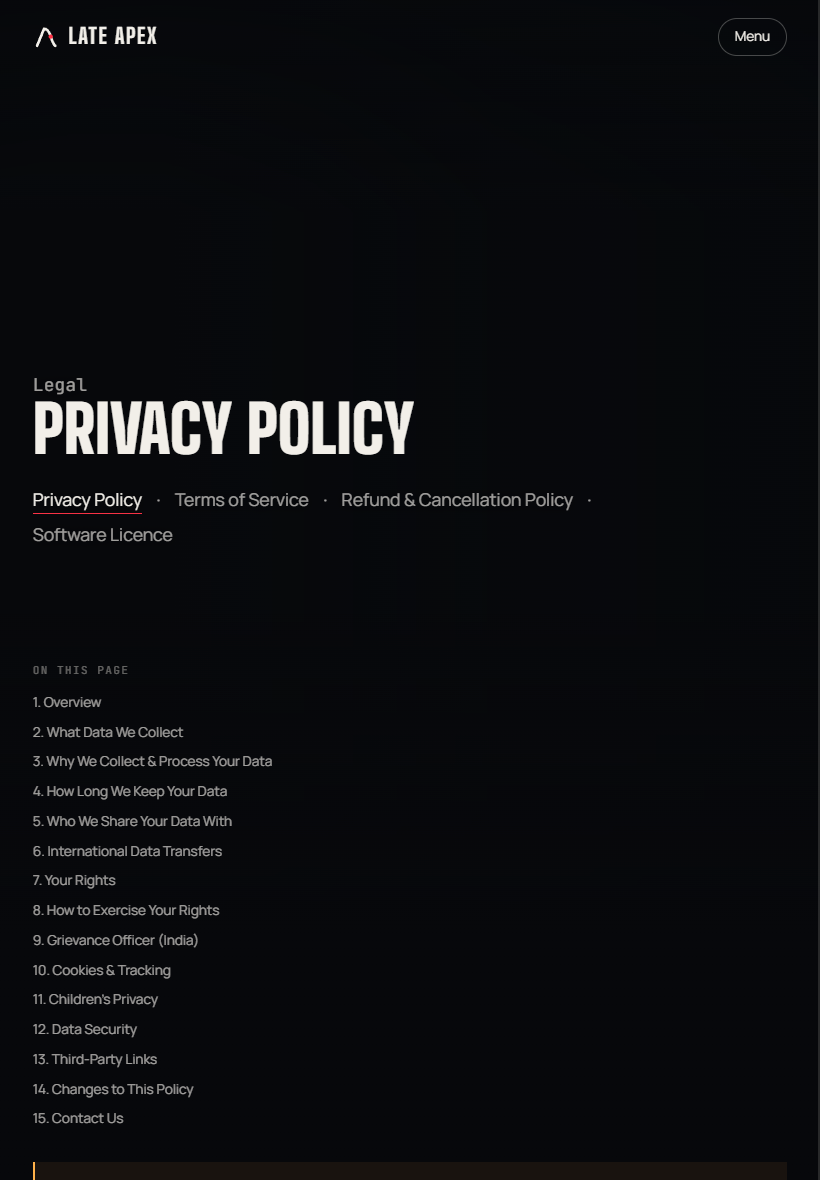 LATE APEX
Menu
Legal
PRIVACY POLICY
Privacy Policy · Terms of Service · Refund & Cancellation Policy ·
Software Licence
ON THIS PAGE
1. Overview
2. What Data We Collect
3. Why We Collect & Process Your Data
4. How Long We Keep Your Data
5. Who We Share Your Data With
6. International Data Transfers
7. Your Rights
8. How to Exercise Your Rights
9. Grievance Officer (India)
10. Cookies & Tracking
11. Children's Privacy
12. Data Security
13. Third-Party Links
14. Changes to This Policy
15. Contact Us